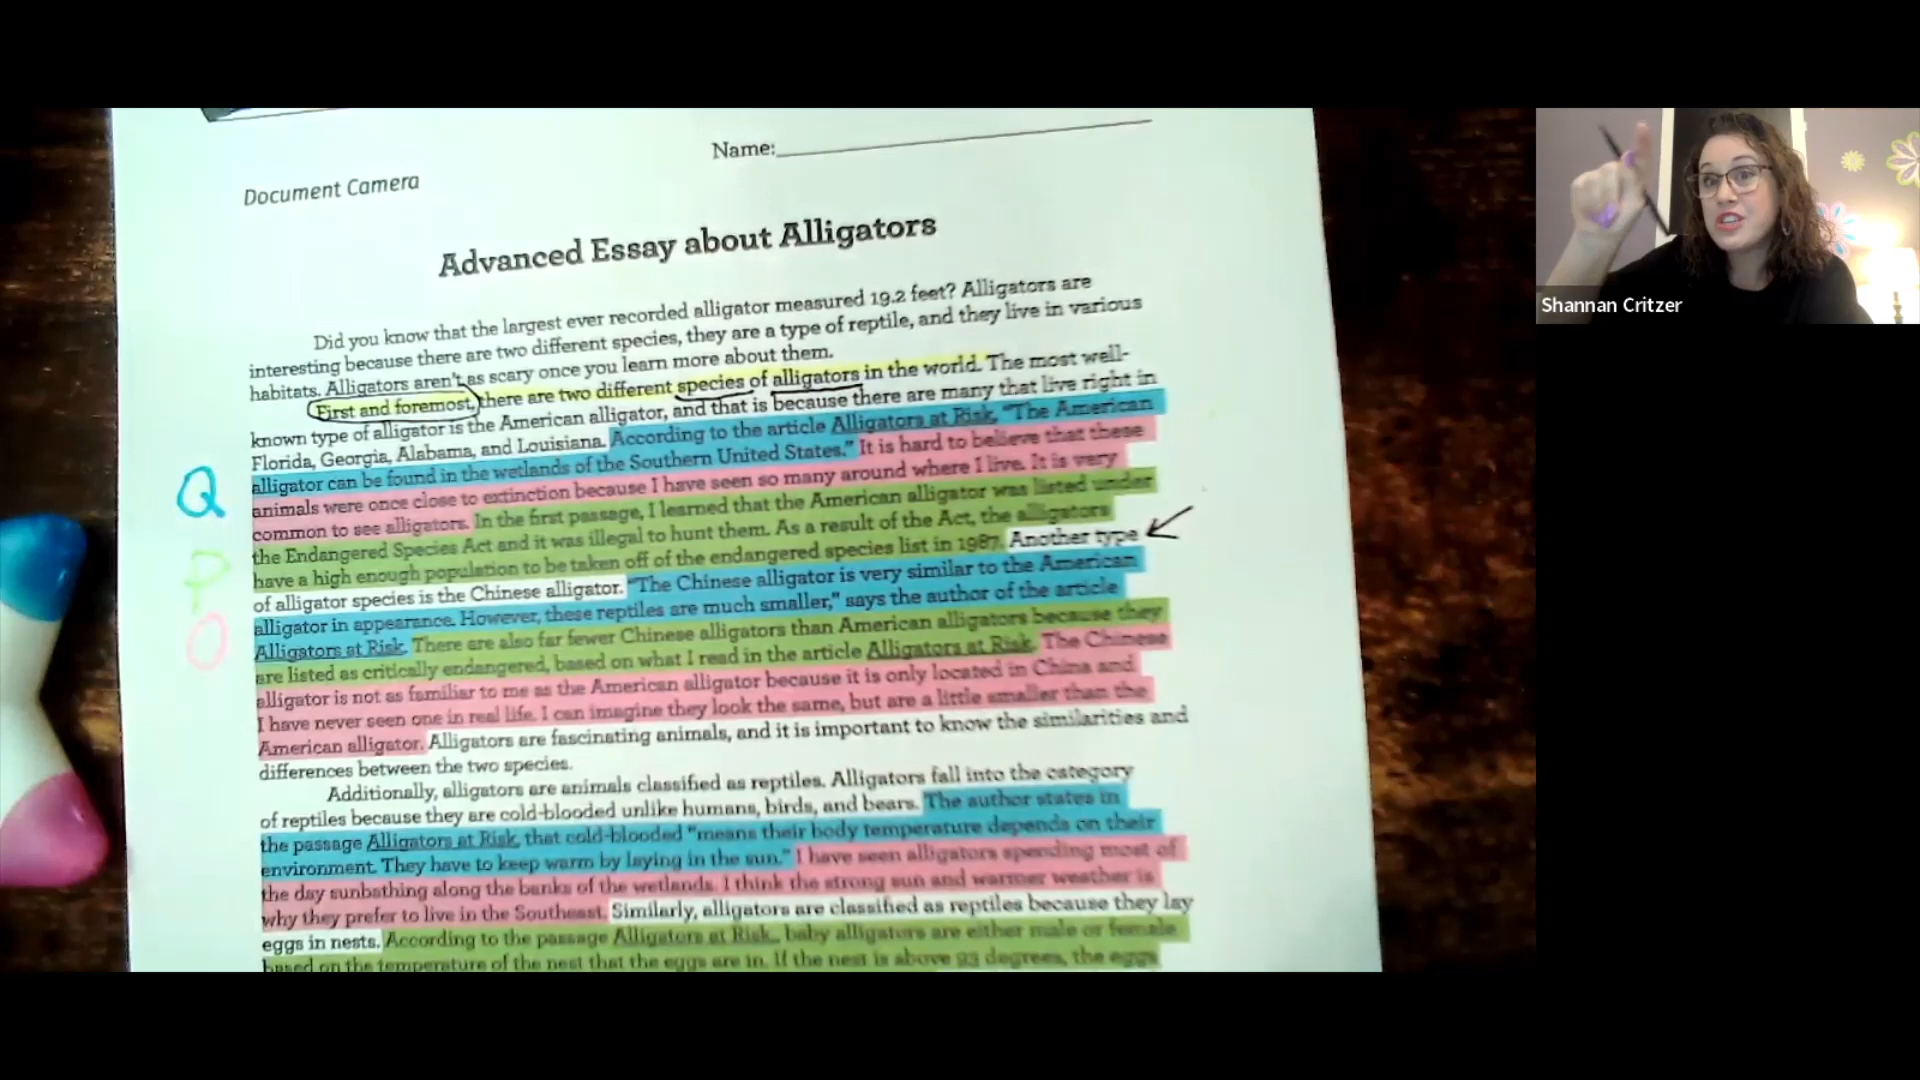 Name:
Document Camera
Advanced Essay about Alligators
Did you know that the largest ever recorded alligator measured 19.2 feet? Alligators are
interesting because there are two different species, they are a type of reptile, and they live in various
habitats. Alligators aren't as scary once you learn more about them.
First and foremost, there are two different species of alligators in the world. The most well-
known type of alligator is the American alligator, and that is because there are many that live right in
Florida, Georgia, Alabama, and Louisiana. According to the article Alligators at Risk, "The American
alligator can be found in the wetlands of the Southern United States." It is hard to believe that these
animals were once close to extinction because I have seen so many around where I live. It is very
common to see alligators. In the first passage, I learned that the American alligator was listed under
the Endangered Species Act and it was illegal to hunt them. As a result of the Act, the alligators
have a high enough population to be taken off of the endangered species list in 1987. Another type
of alligator species is the Chinese alligator. "The Chinese alligator is very similar to the American
alligator in appearance. However, these reptiles are much smaller," says the author of the article
Alligators at Risk. There are also far fewer Chinese alligators than American alligators because they
are listed as critically endangered, based on what I read in the article Alligators at Risk. The Chinese
alligator is not as familiar to me as the American alligator because it is only located in China and
I have never seen one in real life. I can imagine they look the same, but are a little smaller than the
American alligator. Alligators are fascinating animals, and it is important to know the similarities and
differences between the two species.
Additionally, alligators are animals classified as reptiles. Alligators fall into the category
of reptiles because they are cold-blooded unlike humans, birds, and bears. The author states in
the passage Alligators at Risk, that cold-blooded "means their body temperature depends on their
environment. They have to keep warm by laying in the sun." I have seen alligators spending most of
the day sunbathing along the banks of the wetlands. I think the strong sun and warmer weather is
why they prefer to live in the Southeast. Similarly, alligators are classified as reptiles because they lay
eggs in nests. According to the passage Alligators at Risk, baby alligators are either male or female
based on the temperature of the nest that the eggs are in. If the nest is above 93 degrees, the eggs
Q
P
O
Shannan Critzer